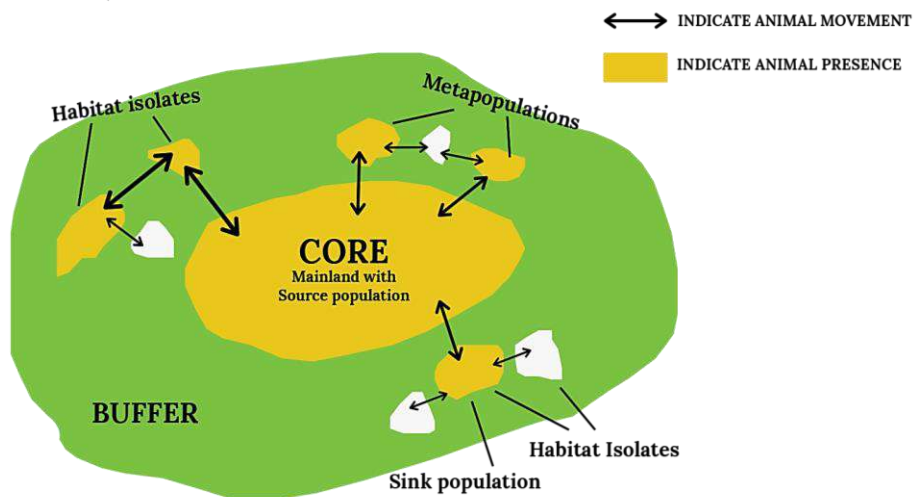 INDICATE ANIMAL MOVEMENT
INDICATE ANIMAL PRESENCE
Habitat isolates
Metapopulations
CORE
Mainland with
Source population
BUFFER
Habitat Isolates
Sink population